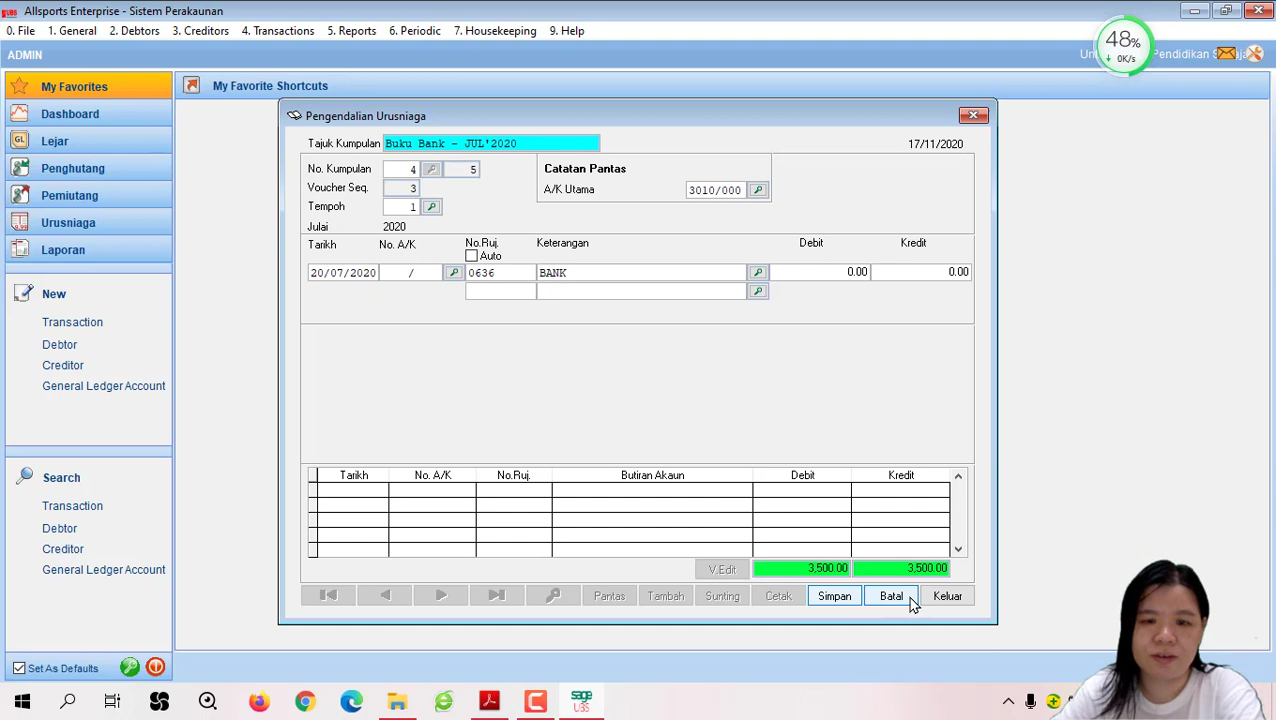 Allsports Enterprise - Sistem Perakaunan
0. File 1. General 2. Debtors 3. Creditors 4. Transactions 5. Reports 6. Periodic 7. Housekeeping 9. Help
48%
0K/s
ADMIN
Pendidikan
My Favorites
My Favorite Shortcuts
Dashboard
GL Lejar
Penghutang
Pemiutang
Urusniaga
Laporan
New
Transaction
Debtor
Creditor
General Ledger Account
Search
Transaction
Debtor
Creditor
General Ledger Account
Set As Defaults
Pengendalian Urusniaga
Tajuk Kumpulan Buku Bank - JUL'2020 17/11/2020
No. Kumpulan 4 5 Catatan Pantas
Voucher Seq. 3 A/K Utama 3010/000
Tempoh 1
Julai 2020
Tarikh No. A/K No.Ruj. Keterangan Debit Kredit
Auto
20/07/2020 / 0636 BANK 0.00 0.00
Tarikh No. A/K No.Ruj. Butiran Akaun Debit Kredit
V.Edit 3,500.00 3,500.00
Pantas Tambah Sunting Cetak Simpan Batal Keluar
sage
UBS